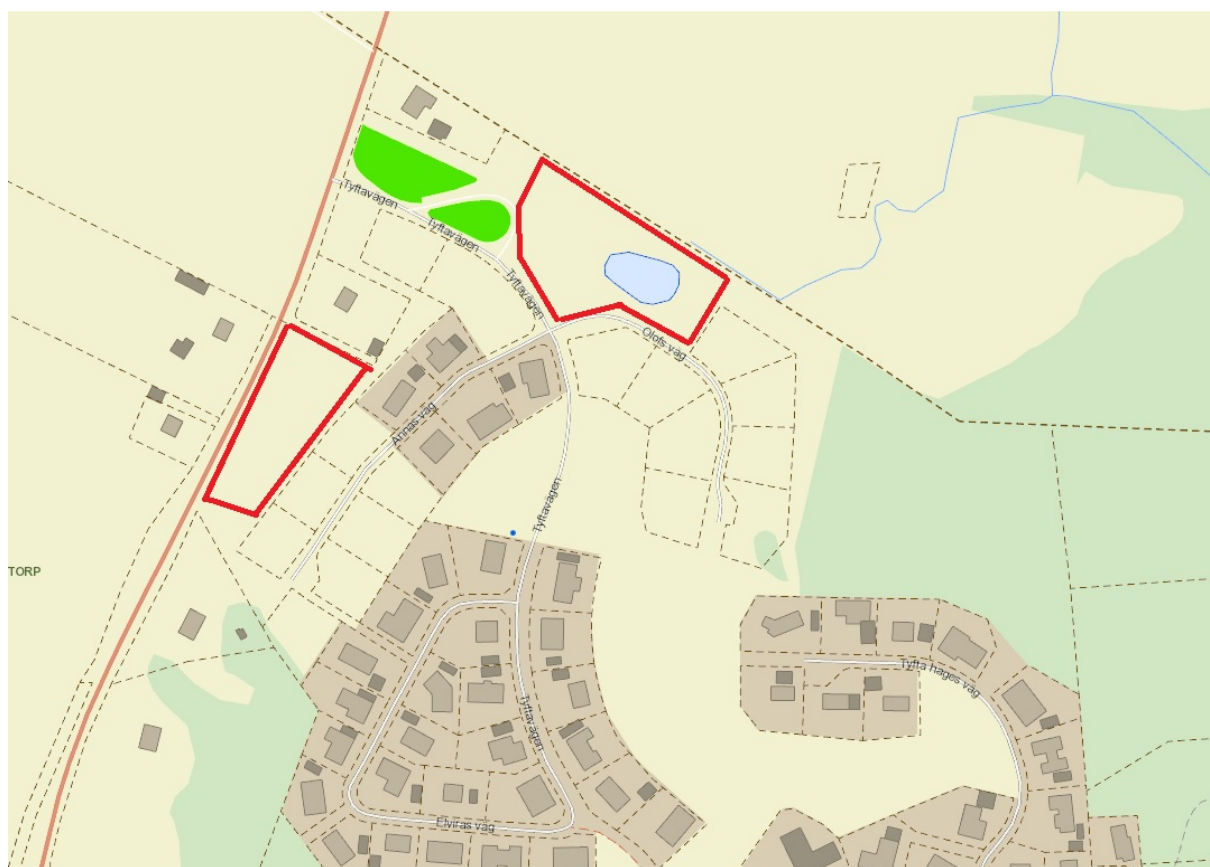 Tyftavägen
Tyftavägen
Tyftavägen
Olofs väg
Annas väg
Tyftavägen
TORP
Tyfta hages väg
Tyftavägen
Elviras väg